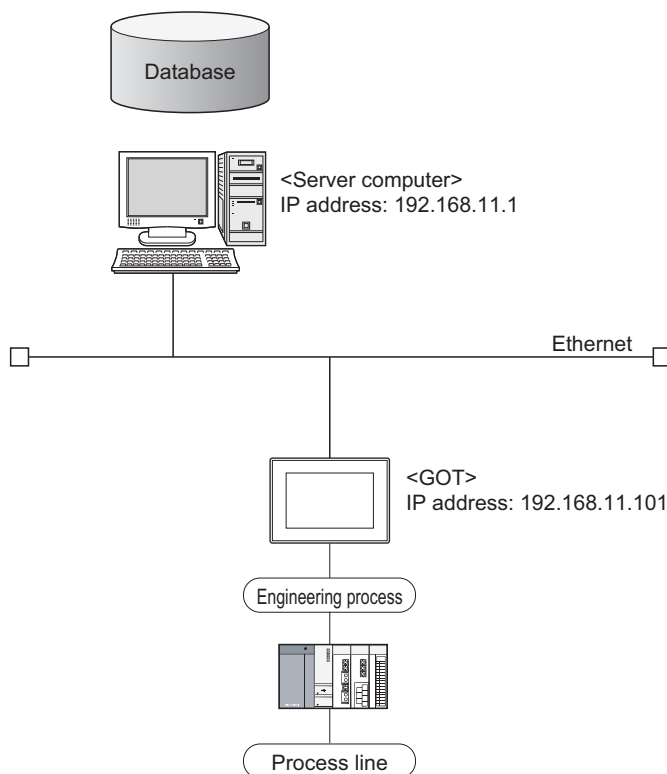 Database
<Server computer>
IP address: 192.168.11.1
Ethernet
<GOT>
IP address: 192.168.11.101
Engineering process
Process line